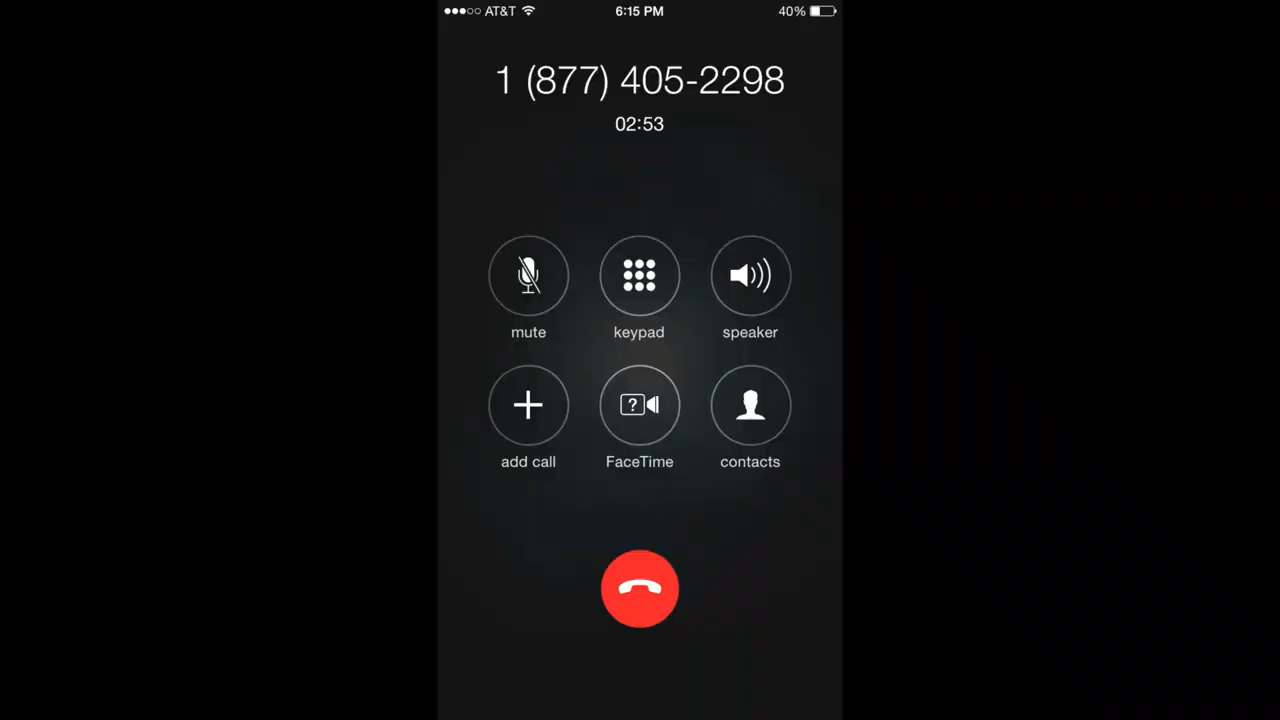 AT&T 6:15 PM 40%
1 (877) 405-2298
02:53
mute keypad speaker
?
add call FaceTime contacts